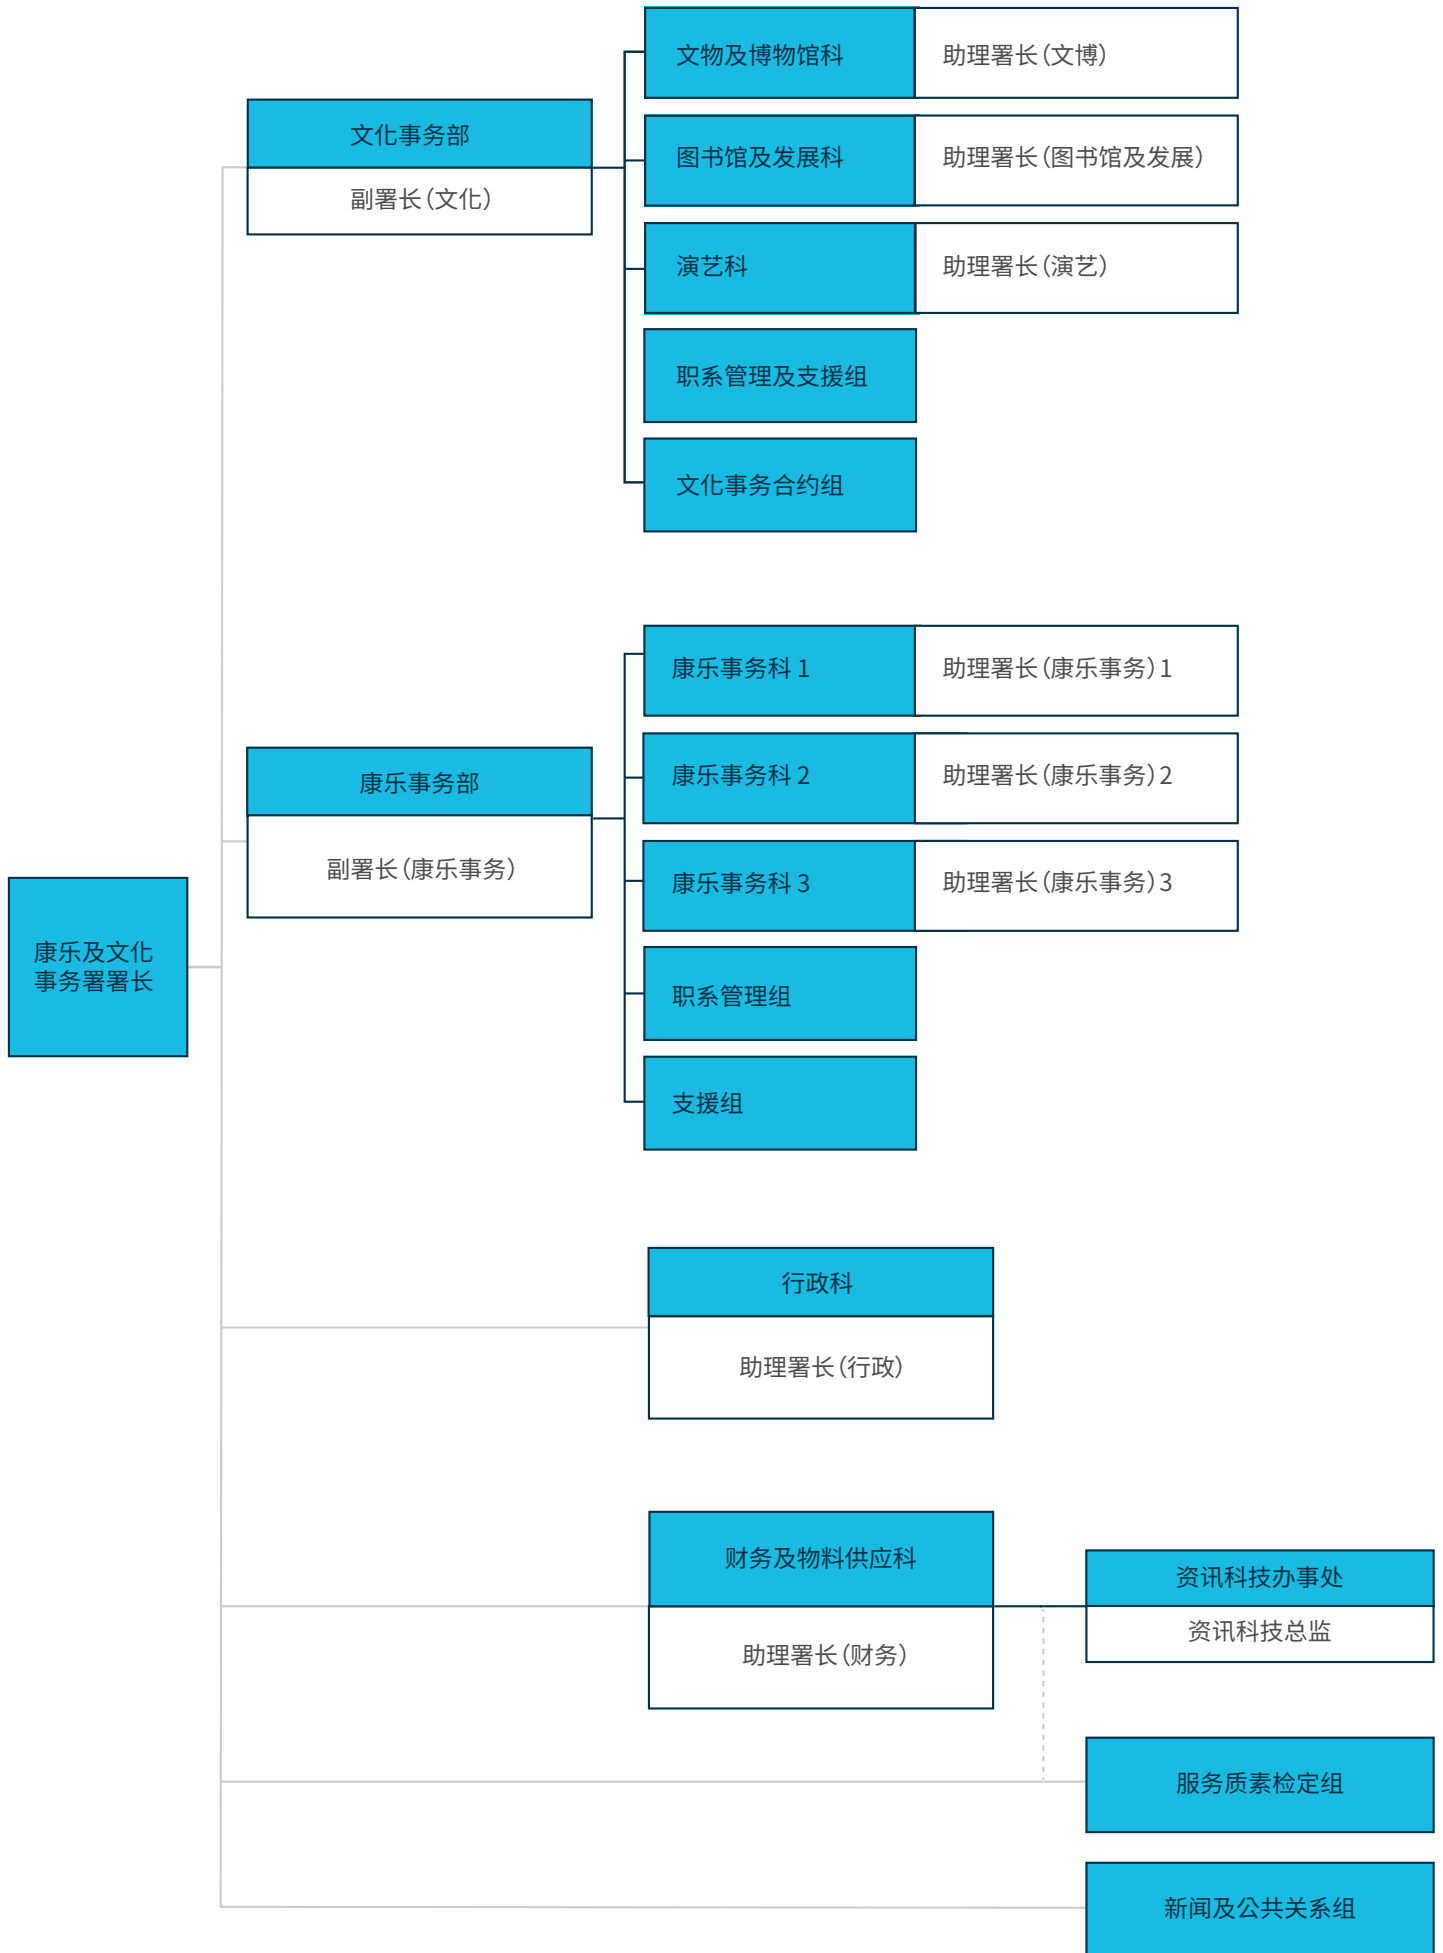 文物及博物馆科
助理署长（文博）
文化事务部
副署长（文化）
图书馆及发展科
助理署长（图书馆及发展）
演艺科
助理署长（演艺）
职系管理及支援组
文化事务合约组
康乐事务科 1
助理署长（康乐事务）1
康乐事务部
副署长（康乐事务）
康乐事务科 2
助理署长（康乐事务）2
康乐事务科 3
助理署长（康乐事务）3
康乐及文化
事务署署长
职系管理组
支援组
行政科
助理署长（行政）
财务及物料供应科
助理署长（财务）
资讯科技办事处
资讯科技总监
服务质素检定组
新闻及公共关系组